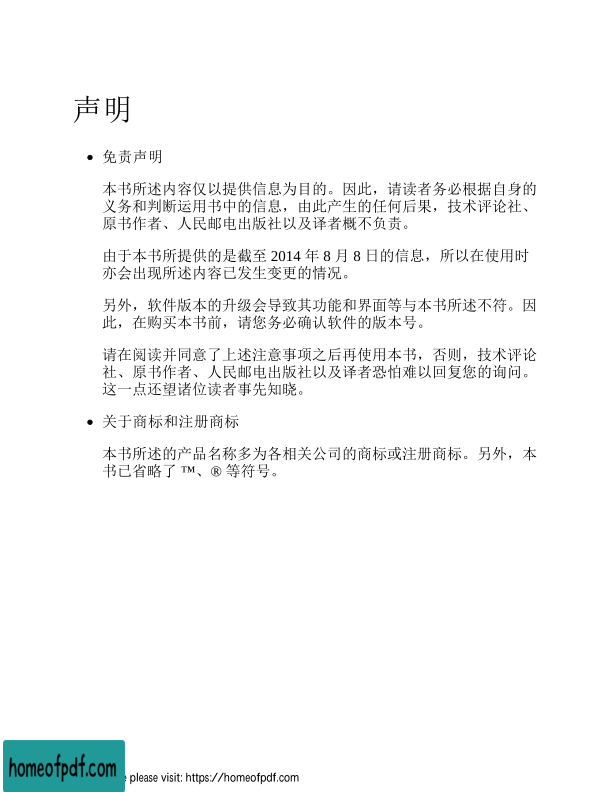 声明
• 免责声明
本书所述内容仅以提供信息为目的。因此，请读者务必根据自身的
义务和判断运用书中的信息，由此产生的任何后果，技术评论社、
原书作者、人民邮电出版社以及译者概不负责。
由于本书所提供的是截至 2014 年 8 月 8 日的信息，所以在使用时
亦会出现所述内容已发生变更的情况。
另外，软件版本的升级会导致其功能和界面等与本书所述不符。因
此，在购买本书前，请您务必确认软件的版本号。
请在阅读并同意了上述注意事项之后再使用本书，否则，技术评论
社、原书作者、人民邮电出版社以及译者恐怕难以回复您的询问。
这一点还望诸位读者事先知晓。
• 关于商标和注册商标
本书所述的产品名称多为各相关公司的商标或注册商标。另外，本
书已省略了 ™、® 等符号。
homeofpdf.com
please visit: https://homeofpdf.com